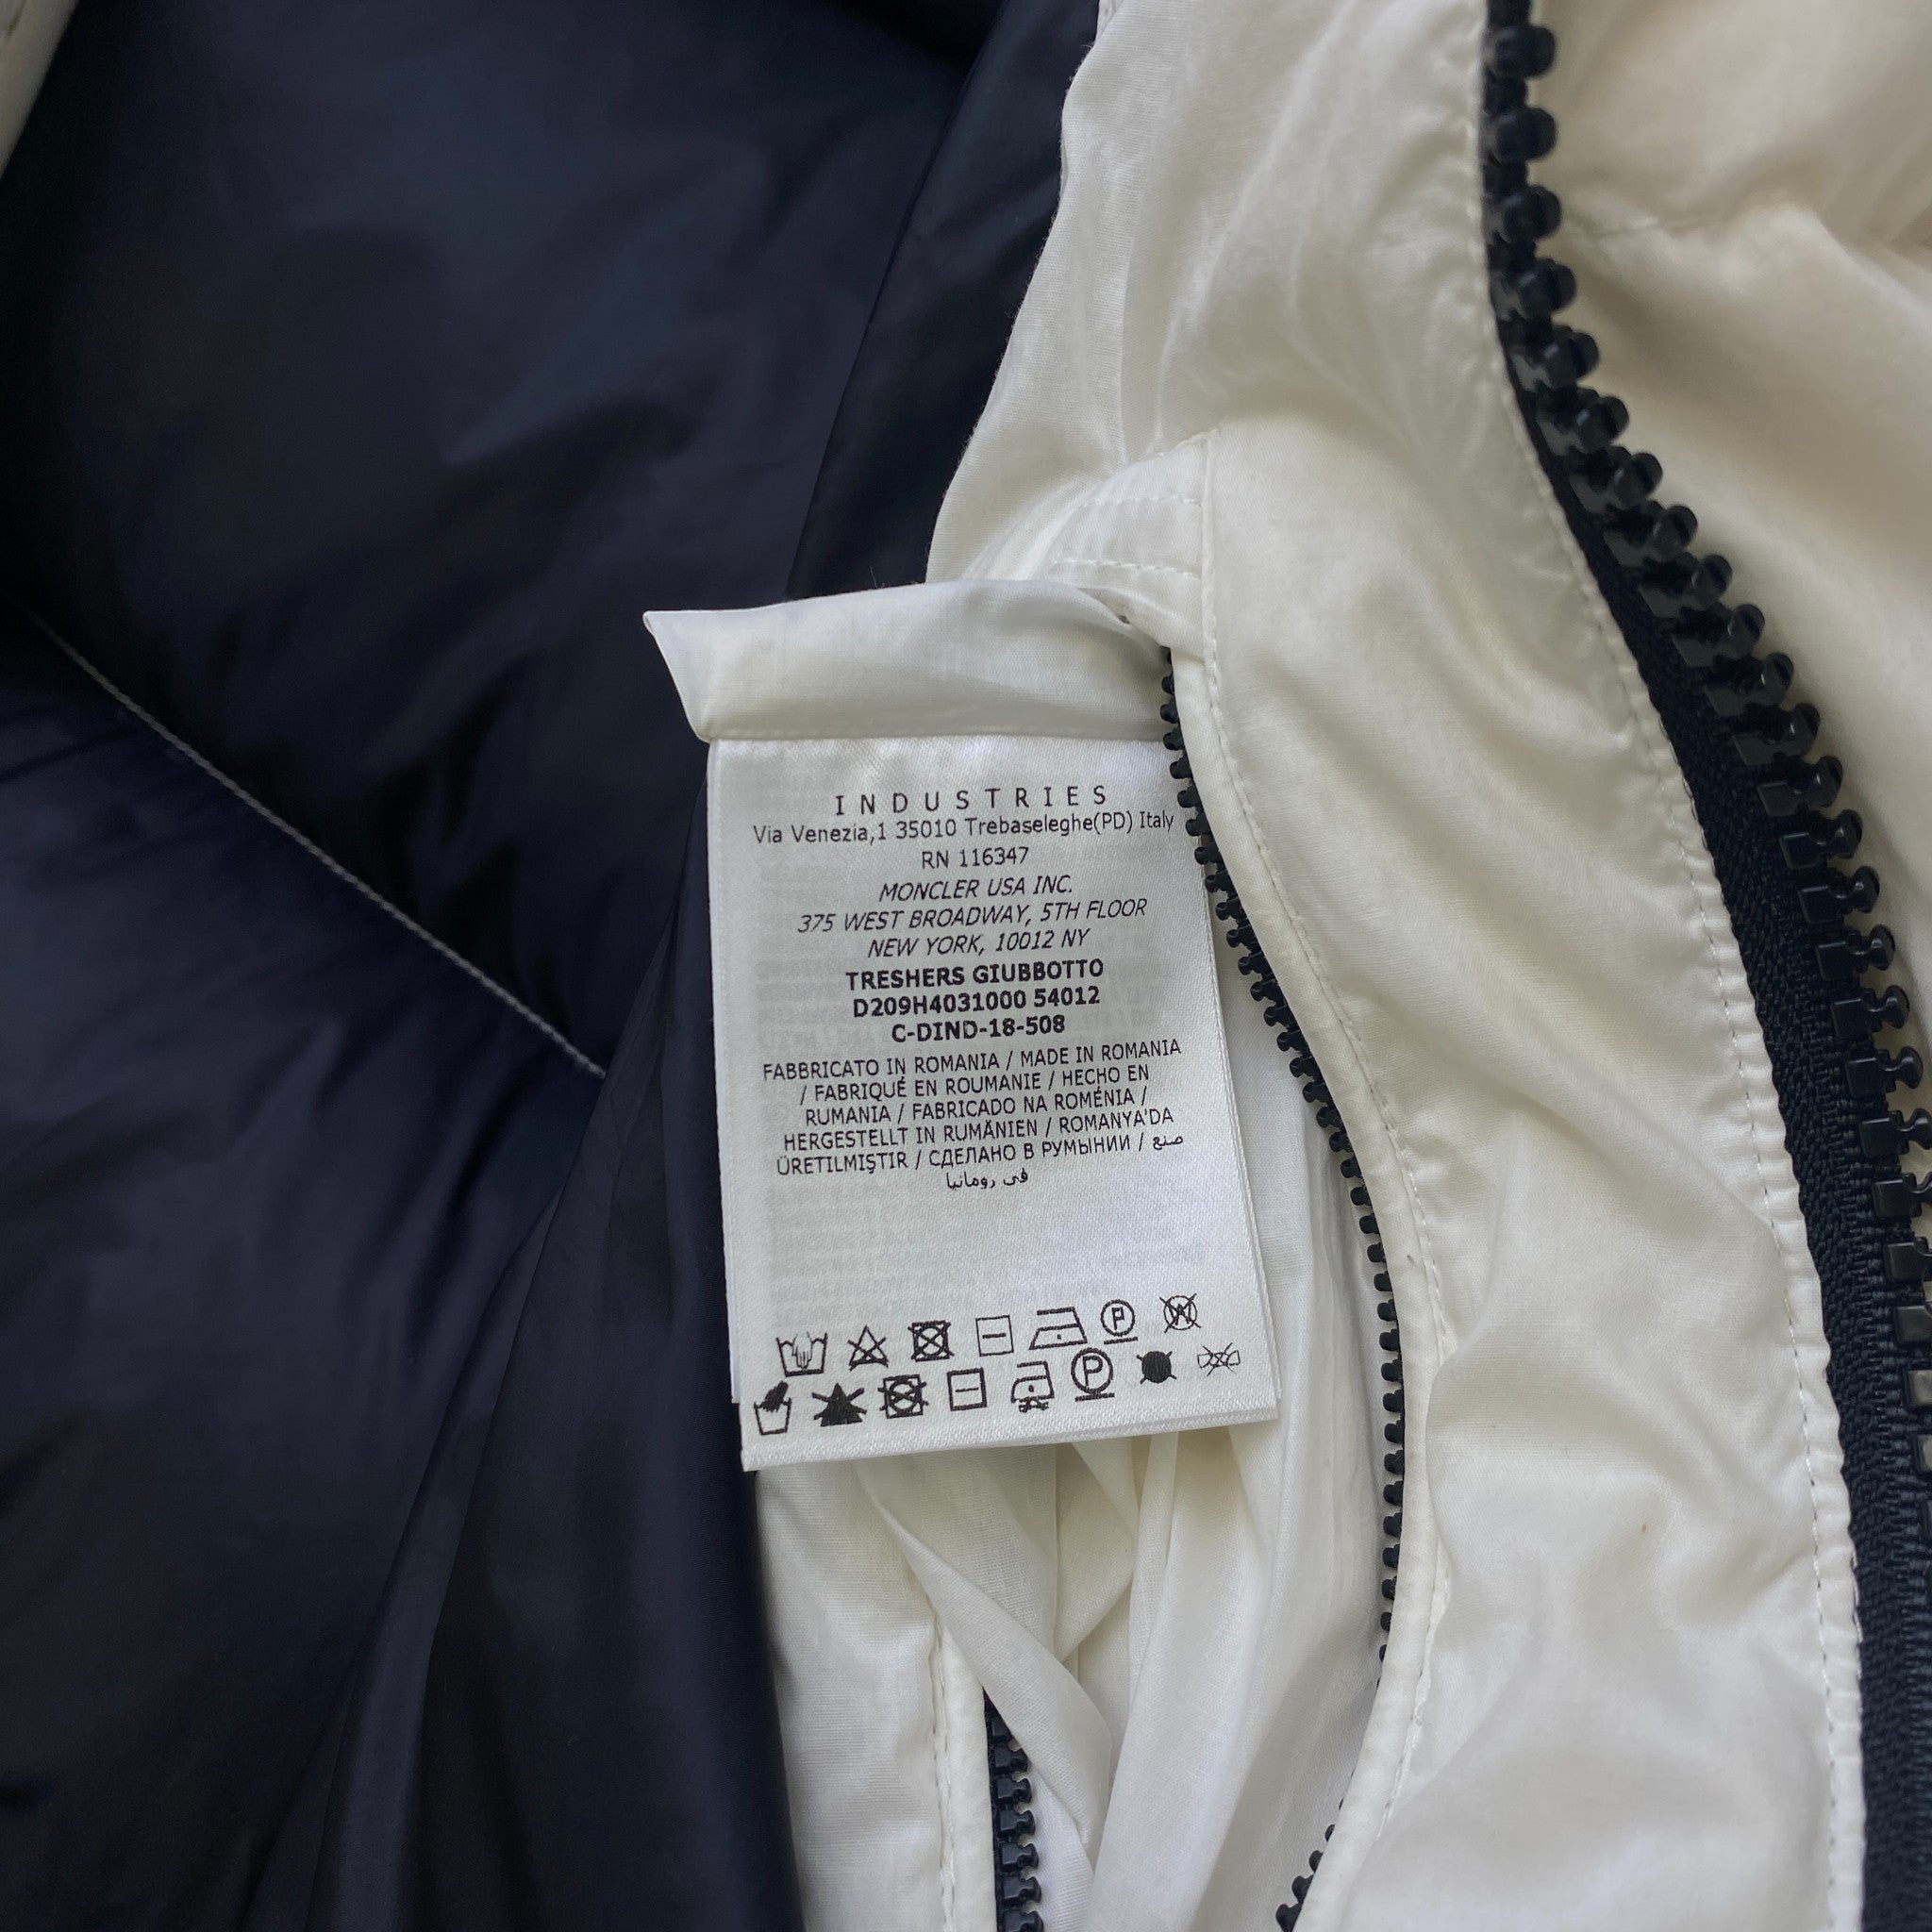 INDUSTRIES
Via Venezia,1 35010 Trebaseleghe(PD) Italy
RN 116347
MONCLER USA INC.
375 WEST BROADWAY, 5TH FLOOR
NEW YORK, 10012 NY
TRESHERS GIUBBOTTO
D209H4031000 54012
C-DIND-18-508
FABBRICATO IN ROMANIA / MADE IN ROMANIA
/ FABRIQUÉ EN ROUMANIE / HECHO EN
RUMANIA / FABRICADO NA ROMÉNIA /
HERGESTELLT IN RUMÄNIEN / ROMANYA'DA
ÜRETILMIŞTIR / СДЕЛАНО В РУМЫНИИ / صنع
فى رومانيا
P W
P